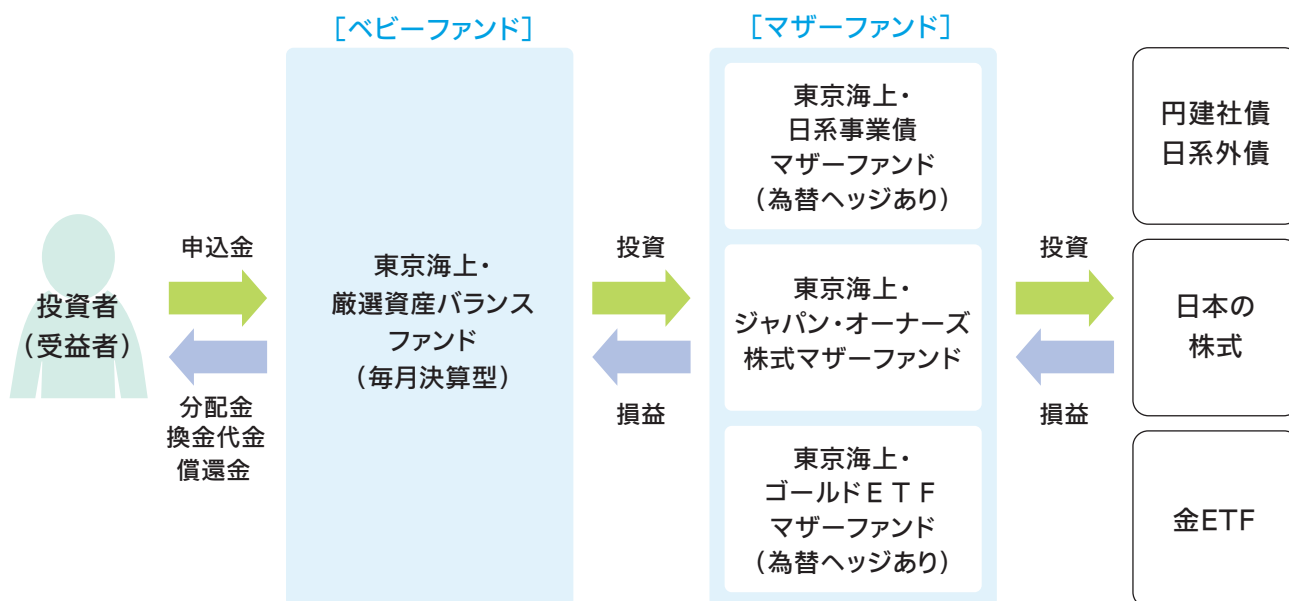 ［ベビーファンド］
［マザーファンド］
投資者
（受益者）
申込金
分配金
換金代金
償還金
東京海上・
厳選資産バランス
ファンド
（毎月決算型）
投資
損益
東京海上・
日系事業債
マザーファンド
（為替ヘッジあり）
東京海上・
ジャパン・オーナーズ
株式マザーファンド
東京海上・
ゴールドＥＴＦ
マザーファンド
（為替ヘッジあり）
投資
損益
円建社債
日系外債
日本の
株式
金ETF